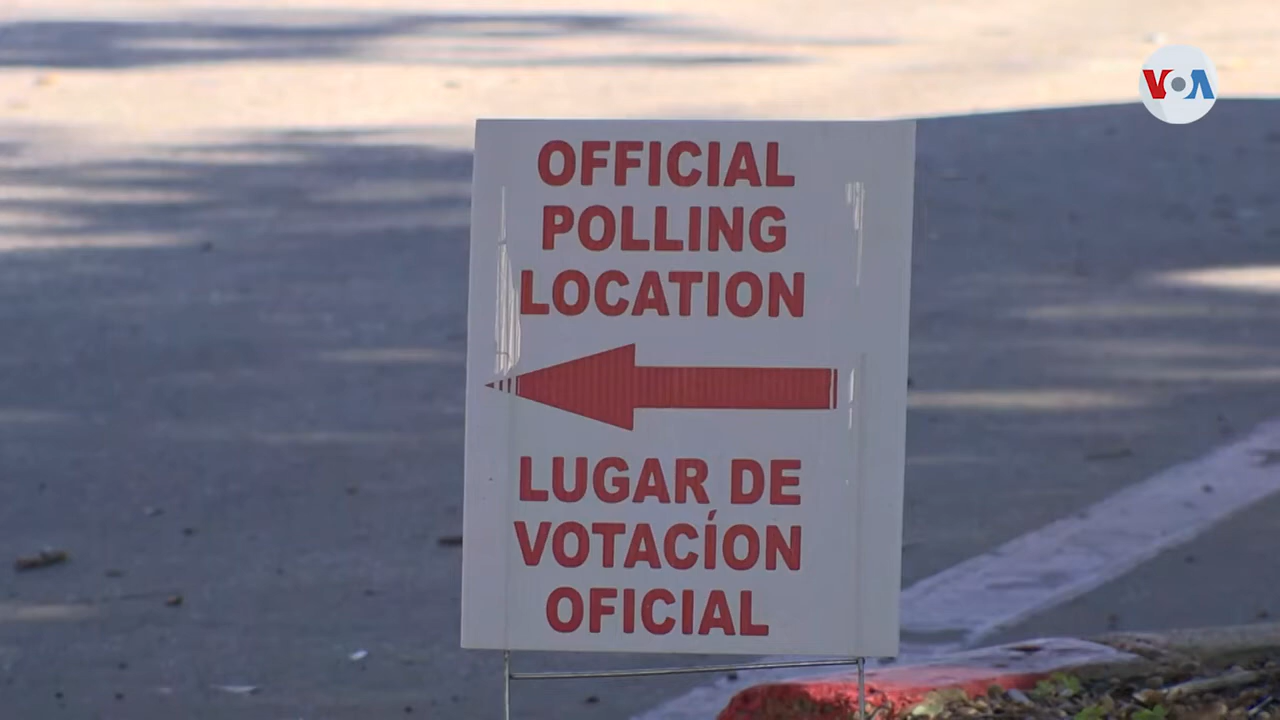 VOA
OFFICIAL
POLLING
LOCATION
LUGAR DE
VOTACÍON
OFICIAL